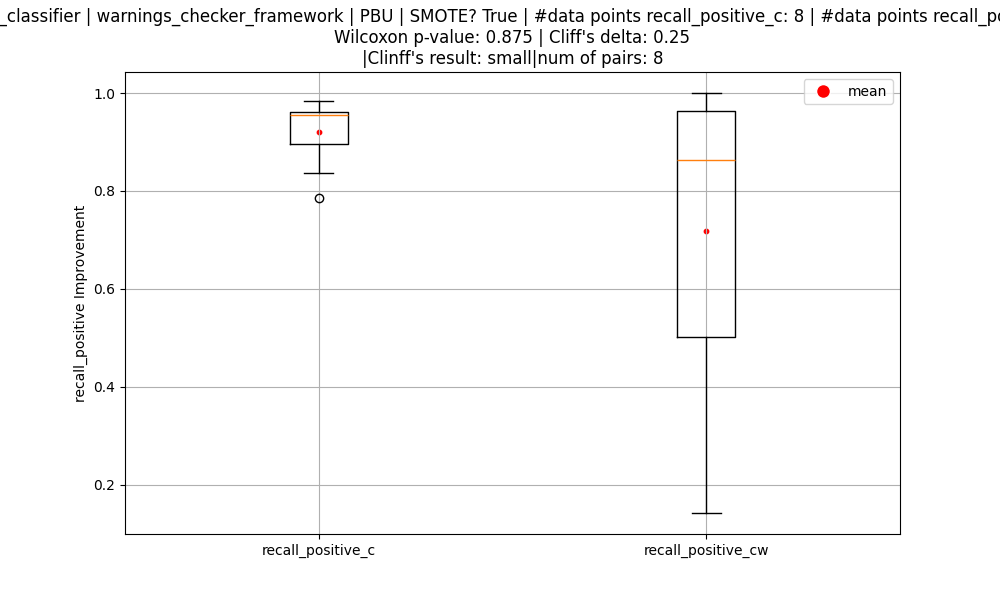 _classifier | warnings_checker_framework | PBU | SMOTE? True | #data points recall_positive_c: 8 | #data points
Wilcoxon p-value: 0.875 | Cliff's delta: 0.25
|Clinff's result: small|num of pairs: 8
mean
1.0
0.8
0.6
0.4
0.2
recall_positive Improvement
recall_positive_c
recall_positive_cw